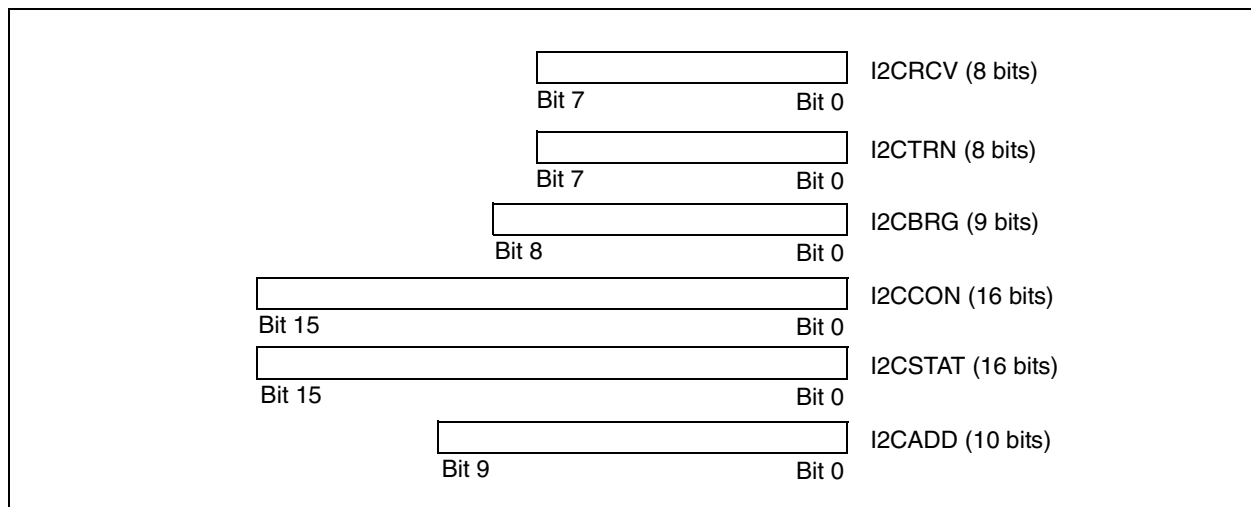 I2CRCV (8 bits)
Bit 7 Bit 0
I2CTRN (8 bits)
Bit 7 Bit 0
I2CBRG (9 bits)
Bit 8 Bit 0
I2CCON (16 bits)
Bit 15 Bit 0
I2CSTAT (16 bits)
Bit 15 Bit 0
I2CADD (10 bits)
Bit 9 Bit 0